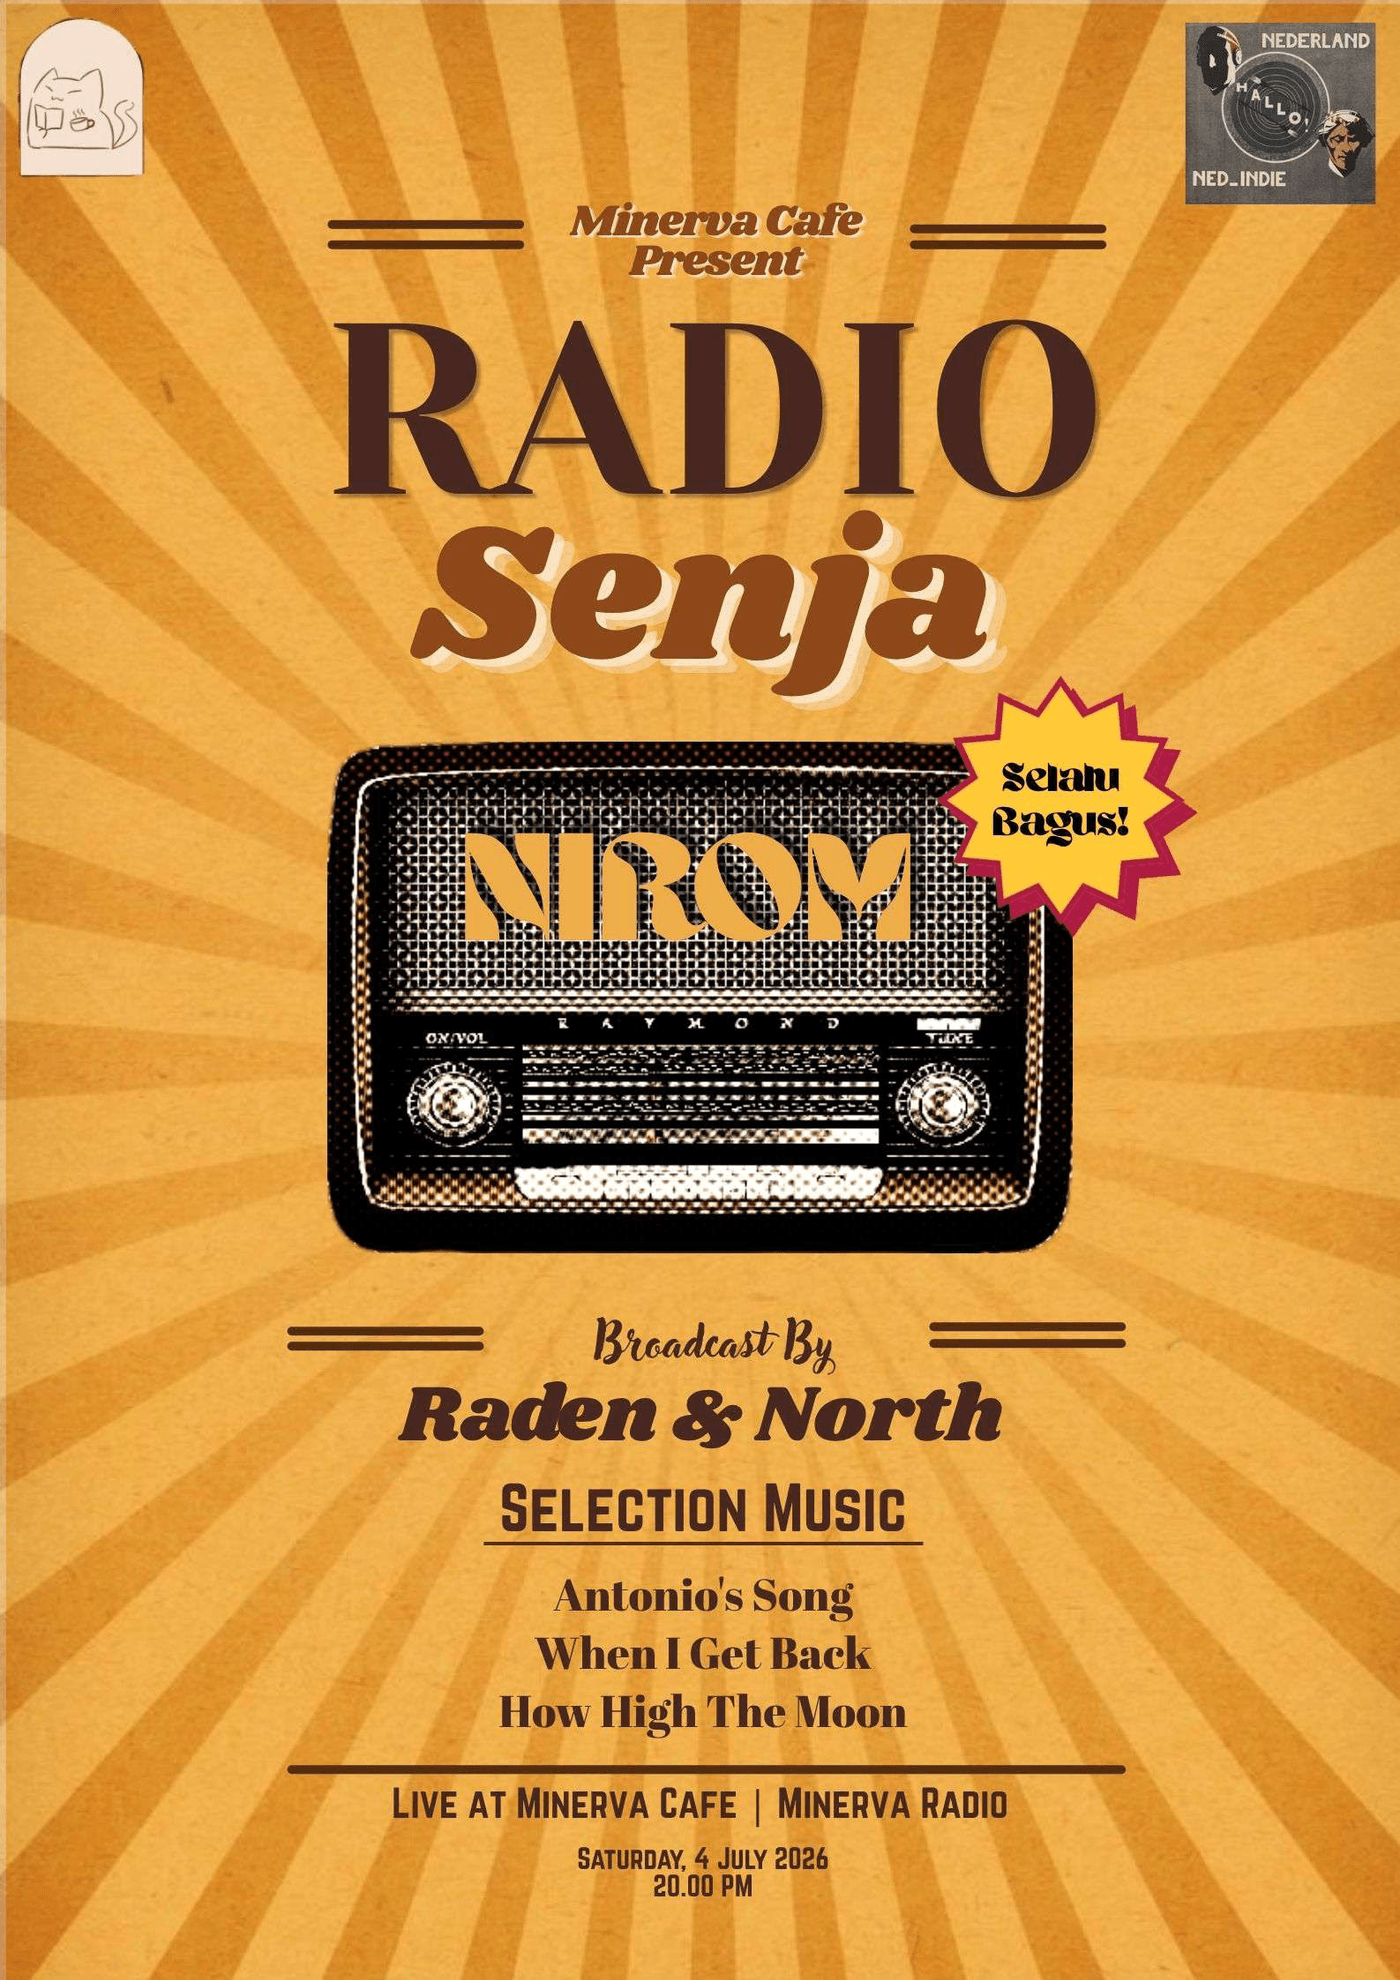 NEDERLAND
HALLO!
NED_INDIE
Minerva Cafe
Present
RADIO
Senja
Selalu
Bagus!
NIROM
RAYMOND
ON/VOL
TUNE
Broadcast By
Raden & North
SELECTION MUSIC
Antonio's Song
When I Get Back
How High The Moon
LIVE AT MINERVA CAFE | MINERVA RADIO
SATURDAY, 4 JULY 2026
20.00 PM